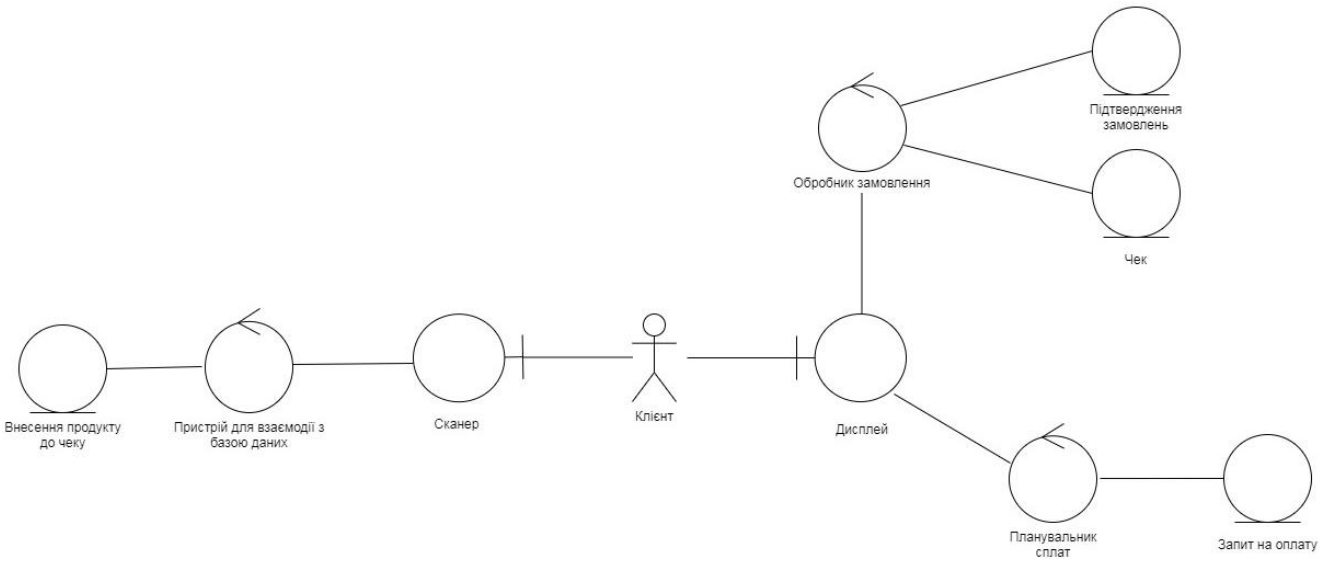 Підтвердження
замовлень
Обробник замовлення
Чек
Внесення продукту
до чеку
Пристрій для взаємодії з
базою даних
Сканер
Клієнт
Дисплей
Планувальник
сплат
Запит на оплату